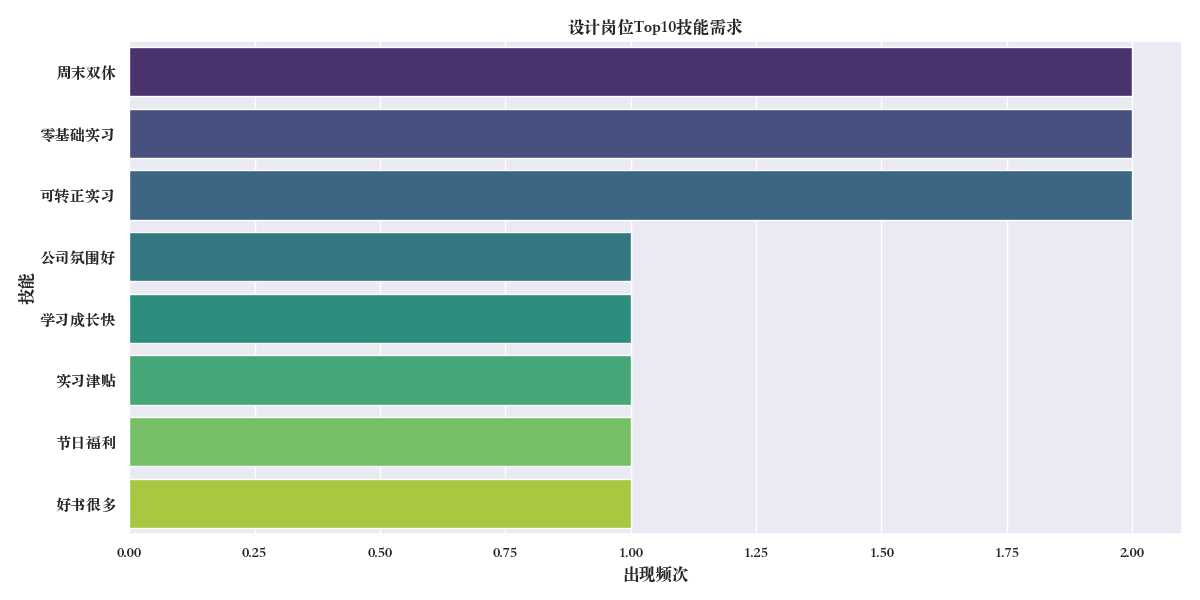 设计岗位Top10技能需求
周末双休
零基础实习
可转正实习
公司氛围好
学习成长快
实习津贴
节日福利
好书很多
技能
0.00 0.25 0.50 0.75 1.00 1.25 1.50 1.75 2.00
出现频次